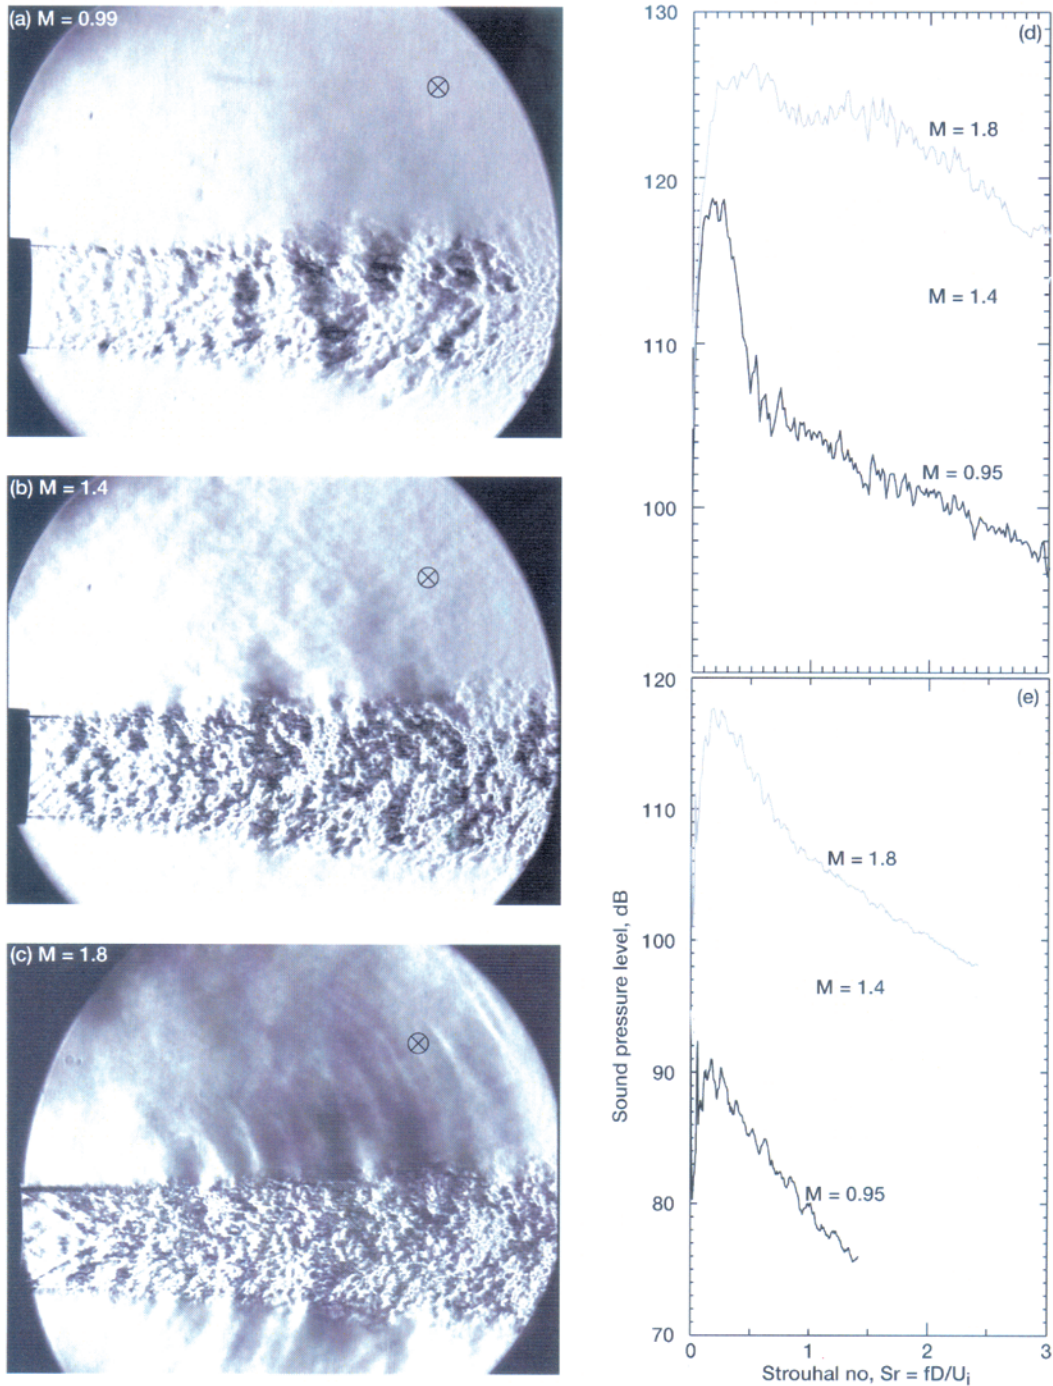 (a) M = 0.99
(b) M = 1.4
(c) M = 1.8
130
(d)
M = 1.8
120
M = 1.4
110
M = 0.95
100
120
(e)
110
M = 1.8
100
M = 1.4
90
M = 0.95
80
70
0
1
2
3
Sound pressure level, dB
Strouhal no, Sr = fD/Uj